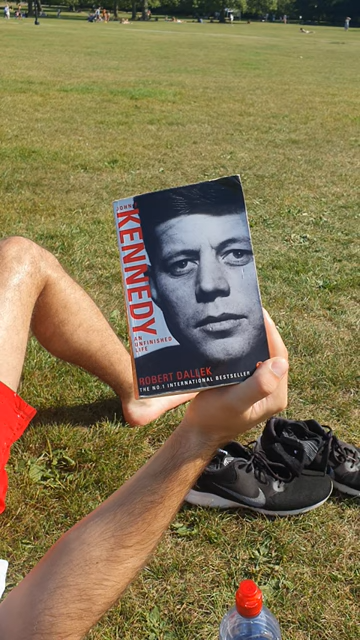 JOHN F.
KENNEDY
AN
UNFINISHED
LIFE
ROBERT DALLEK
THE NO.1 INTERNATIONAL BESTSELLER